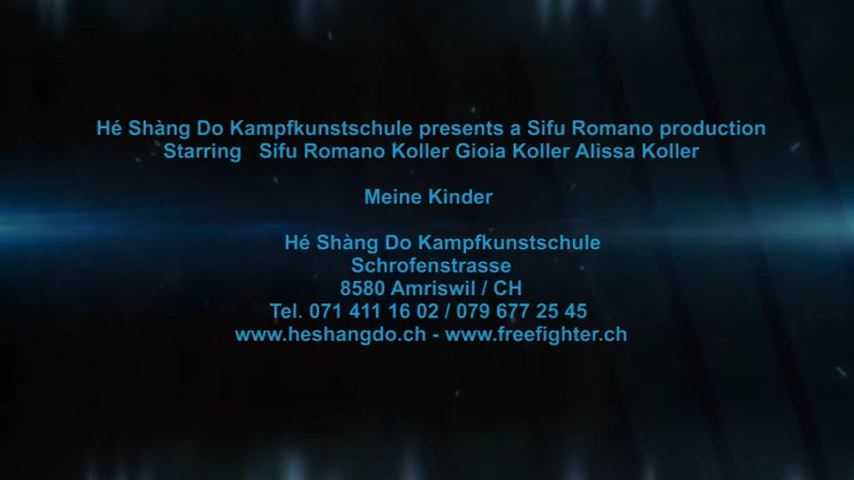 Hé Shàng Do Kampfkunstschule presents a Sifu Romano production
Starring Sifu Romano Koller Gioia Koller Alissa Koller
Meine Kinder
Hé Shàng Do Kampfkunstschule
Schrofenstrasse
8580 Amriswil / CH
Tel. 071 411 16 02 / 079 677 25 45
www.heshangdo.ch - www.freefighter.ch